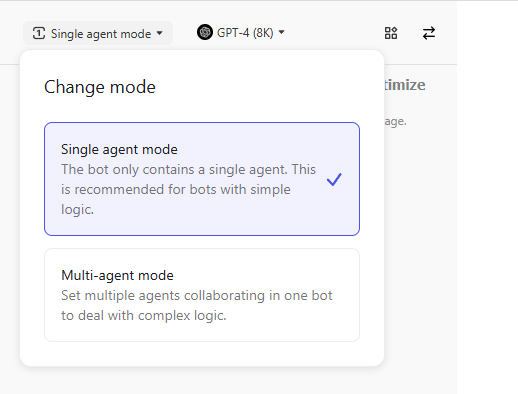 Single agent mode GPT-4 (8K)
Change mode
timize
age.
Single agent mode
The bot only contains a single agent. This
is recommended for bots with simple
logic.
Multi-agent mode
Set multiple agents collaborating in one bot
to deal with complex logic.